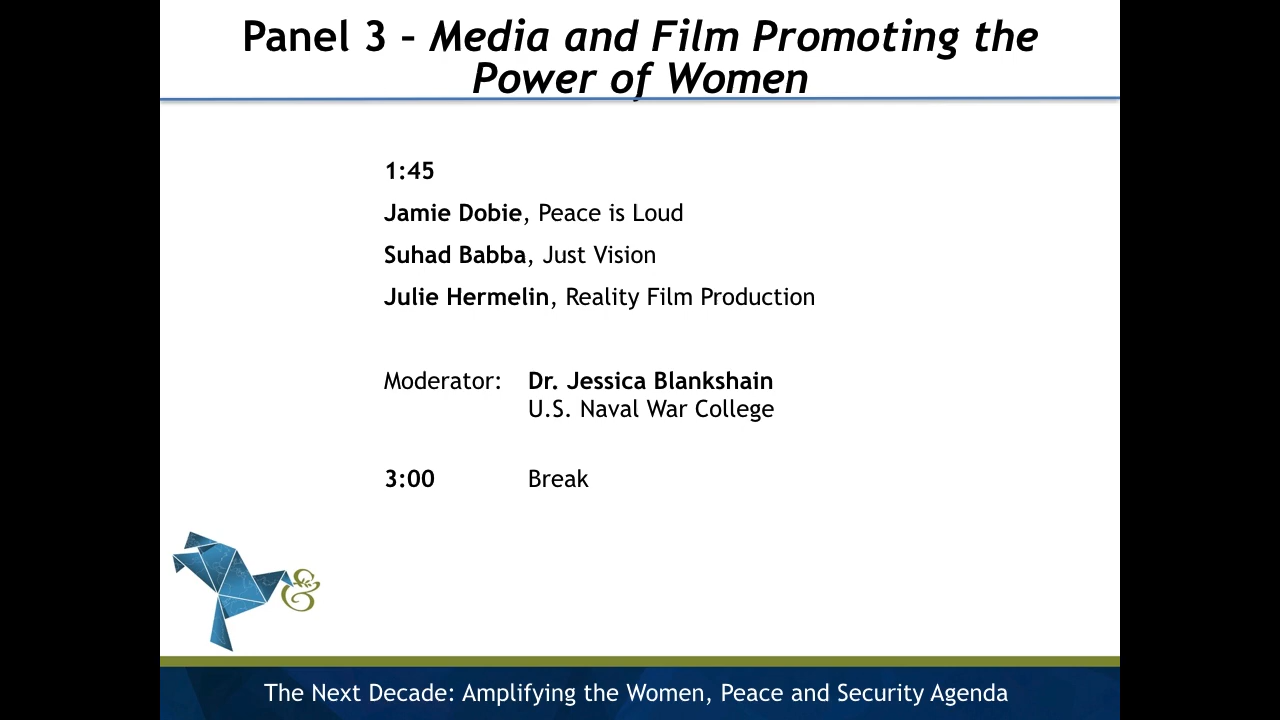 Panel 3 – Media and Film Promoting the
Power of Women
1:45
Jamie Dobie, Peace is Loud
Suhad Babba, Just Vision
Julie Hermelin, Reality Film Production
Moderator: Dr. Jessica Blankshain
U.S. Naval War College
3:00 Break
&
The Next Decade: Amplifying the Women, Peace and Security Agenda